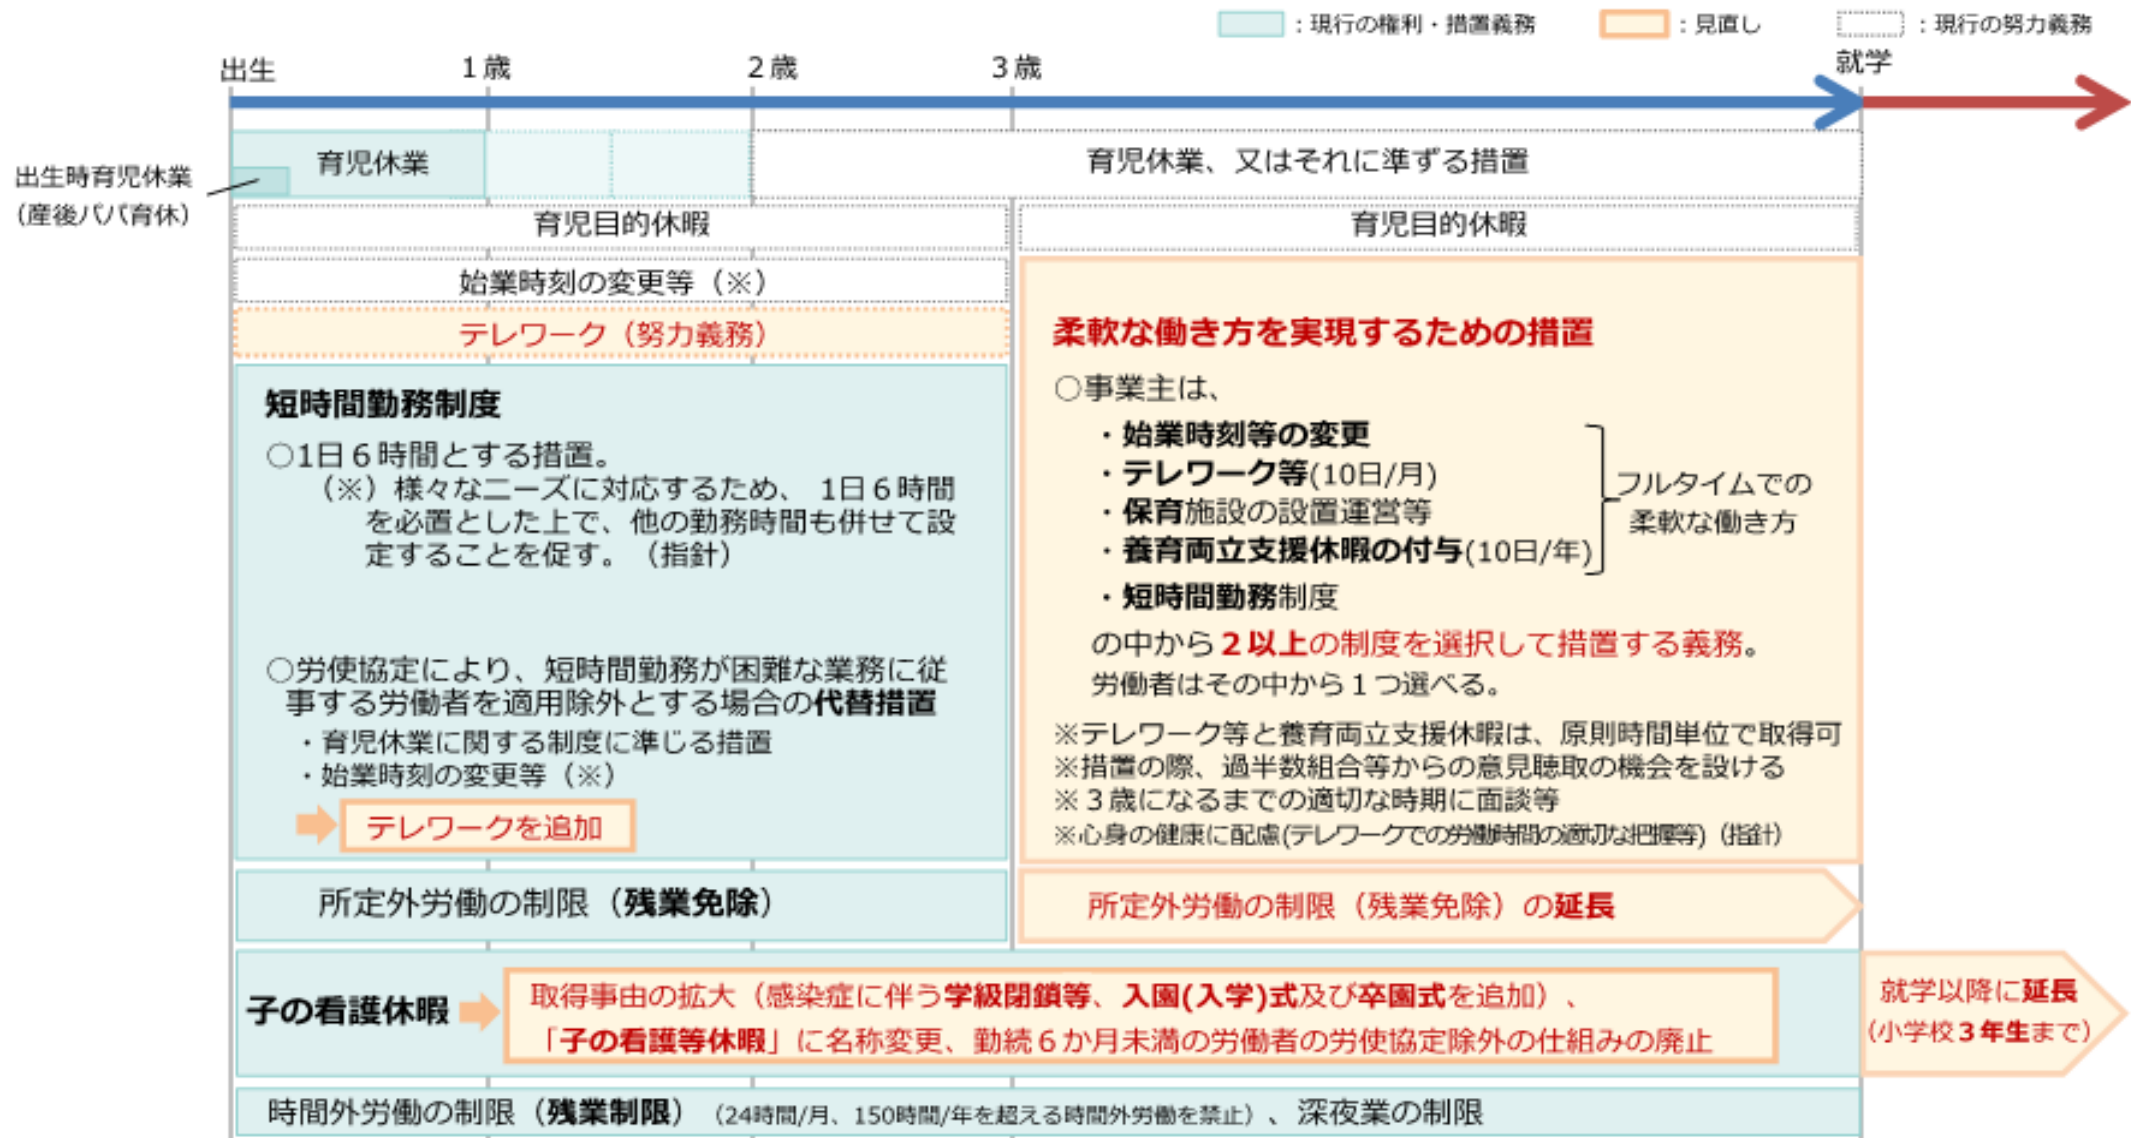 ：現行の権利・措置義務
：見直し
：現行の努力義務
出生
1歳
2歳
3歳
就学
育児休業
育児休業、又はそれに準ずる措置
出生時育児休業
（産後パパ育休）
育児目的休暇
育児目的休暇
始業時刻の変更等（※）
テレワーク（努力義務）
短時間勤務制度
○1日６時間とする措置。
（※）様々なニーズに対応するため、 1日６時間
を必置とした上で、他の勤務時間も併せて設
定することを促す。（指針）
○労使協定により、短時間勤務が困難な業務に従
事する労働者を適用除外とする場合の代替措置
・育児休業に関する制度に準じる措置
・始業時刻の変更等（※）
テレワークを追加
柔軟な働き方を実現するための措置
○事業主は、
・始業時刻等の変更
・テレワーク等(10日/月)
・保育施設の設置運営等
・養育両立支援休暇の付与(10日/年)
・短時間勤務制度
フルタイムでの
柔軟な働き方
の中から２以上の制度を選択して措置する義務。
労働者はその中から１つ選べる。
※テレワーク等と養育両立支援休暇は、原則時間単位で取得可
※措置の際、過半数組合等からの意見聴取の機会を設ける
※３歳になるまでの適切な時期に面談等
※心身の健康に配慮(テレワークでの労働時間の適切な把握等)（指針）
所定外労働の制限（残業免除）
所定外労働の制限（残業免除）の延長
子の看護休暇
取得事由の拡大（感染症に伴う学級閉鎖等、入園(入学)式及び卒園式を追加）、
「子の看護等休暇」に名称変更、勤続６か月未満の労働者の労使協定除外の仕組みの廃止
就学以降に延長
（小学校３年生まで）
時間外労働の制限（残業制限）（24時間/月、150時間/年を超える時間外労働を禁止）、深夜業の制限